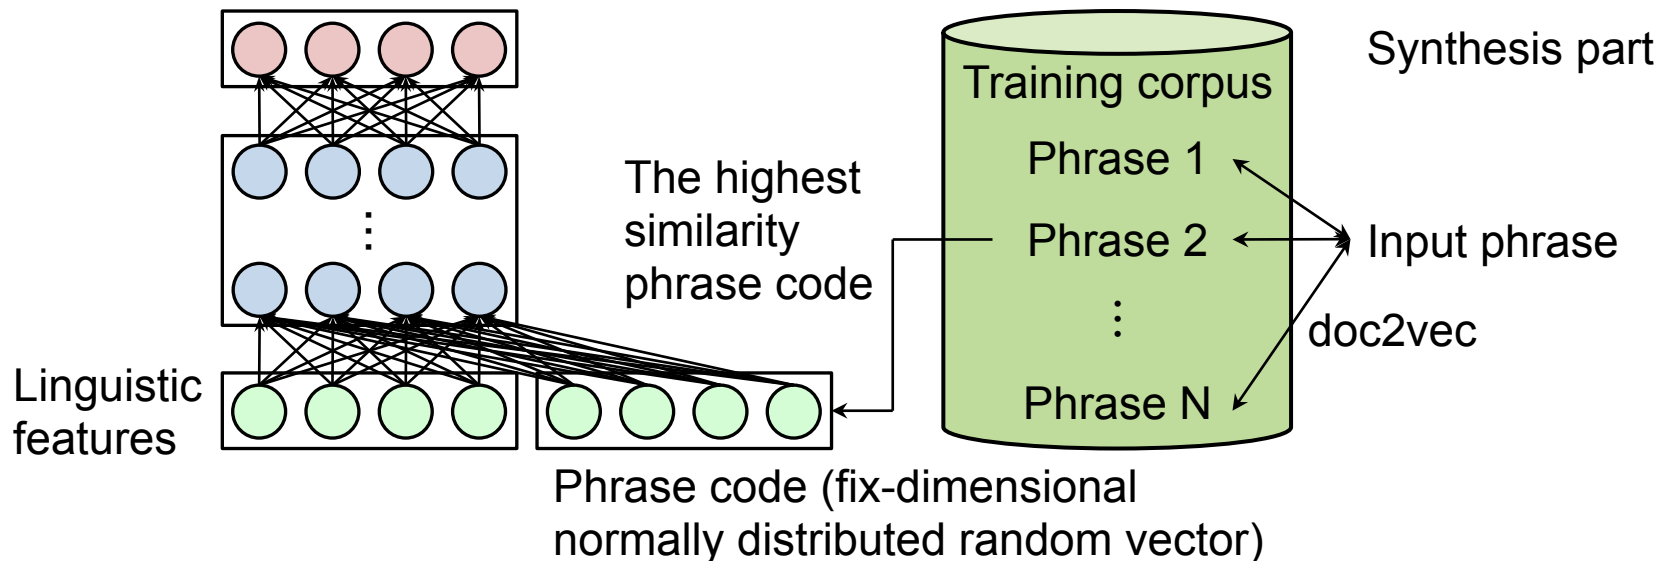 Synthesis part
Training corpus
Phrase 1
The highest
similarity
phrase code
Phrase 2
Input phrase
doc2vec
Linguistic
features
Phrase N
Phrase code (fix-dimensional
normally distributed random vector)